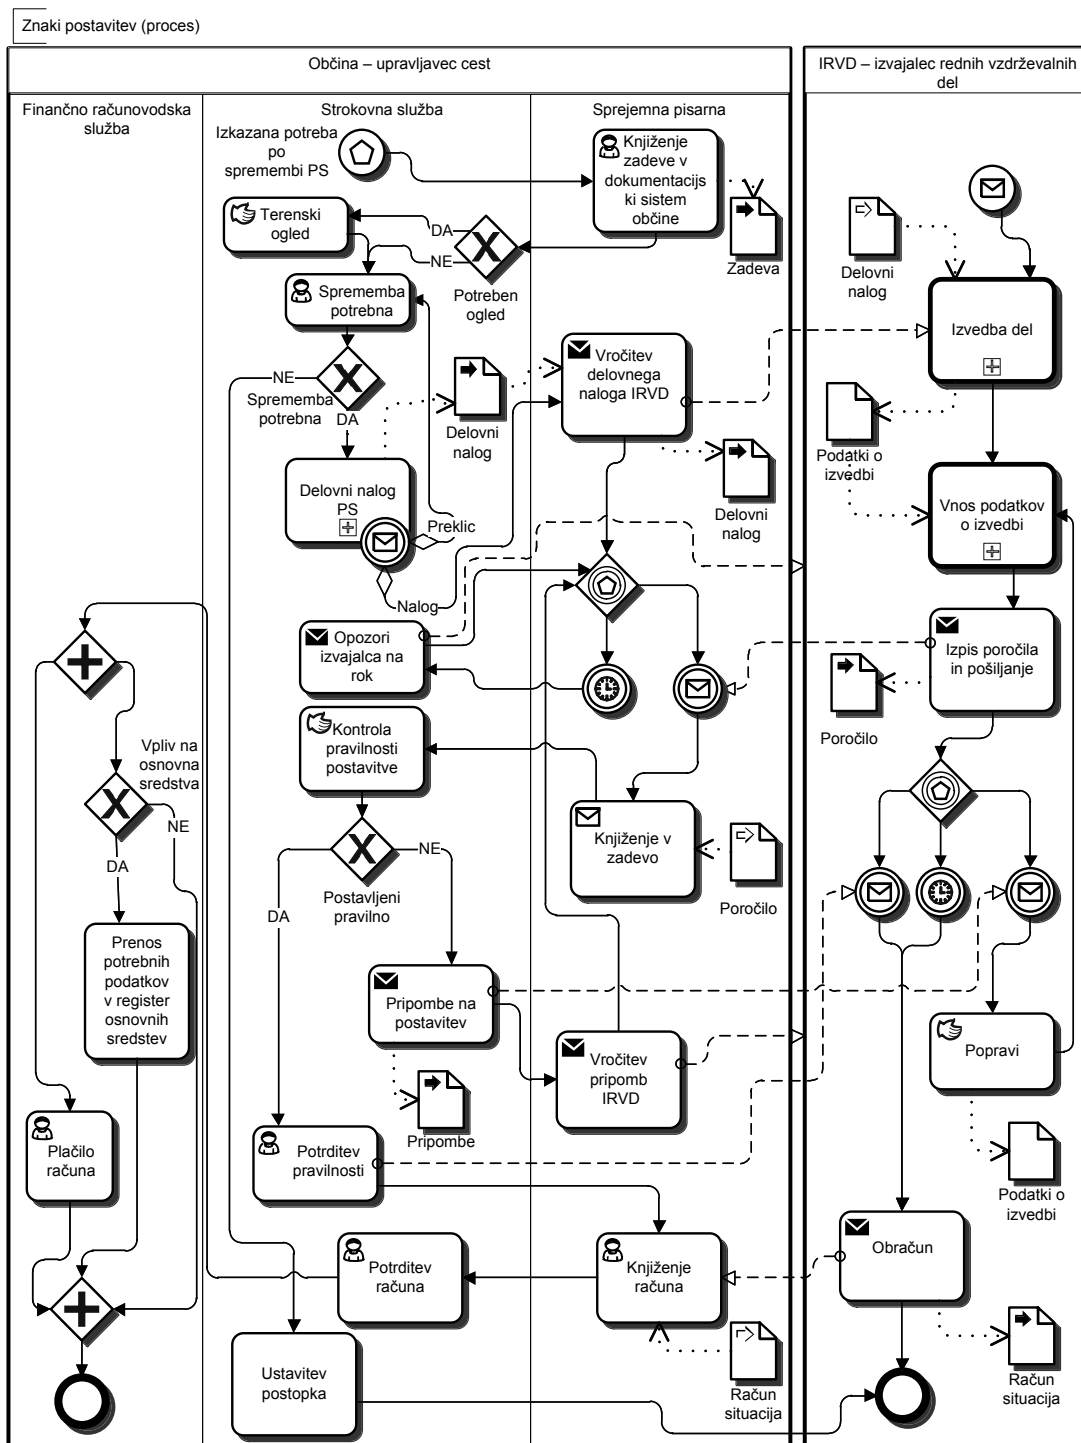 Znaki postavitev (proces)
Občina – upravljavec cest
IRVD – izvajalec rednih vzdrževalnih
del
Finančno računovodska
služba
Strokovna služba
Sprejemna pisarna
Izkazana potreba
po
spremembi PS
Knjiženje
zadeve v
dokumentacijs
ki sistem
občine
Zadeva
Terenski
ogled
DA
NE
Potreben
ogled
Sprememba
potrebna
Delovni
nalog
Izvedba del
NE
Sprememba
potrebna
DA
Delovni
nalog
Vročitev
delovnega
naloga IRVD
Podatki o
izvedbi
Delovni nalog
PS
Preklic
Nalog
Delovni
nalog
Vnos podatkov
o izvedbi
Opozori
izvajalca na
rok
Izpis poročila
in pošiljanje
Poročilo
Kontrola
pravilnosti
postavitve
Vpliv na
osnovna
sredstva
NE
DA
Postavljeni
pravilno
NE
DA
Knjiženje v
zadevo
Poročilo
Prenos
potrebnih
podatkov
v register
osnovnih
sredstev
Pripombe na
postavitev
Pripombe
Vročitev
pripomb
IRVD
Popravi
Podatki o
izvedbi
Plačilo
računa
Potrditev
pravilnosti
Potrditev
računa
Knjiženje
računa
Obračun
Ustavitev
postopka
Račun
situacija
Račun
situacija